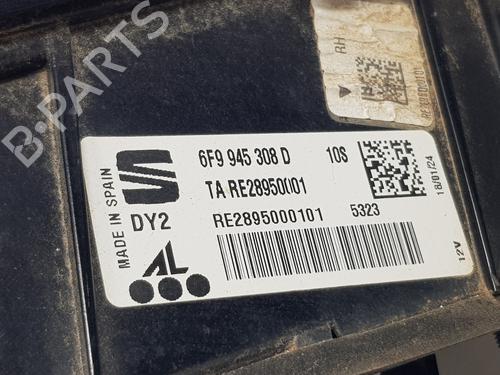 B-PARTS
RH
MADE IN SPAIN
6F9 945 308 D 10S
TA RE28950001
RE2895000101 5323
DY2
AL
18/01/24
12V